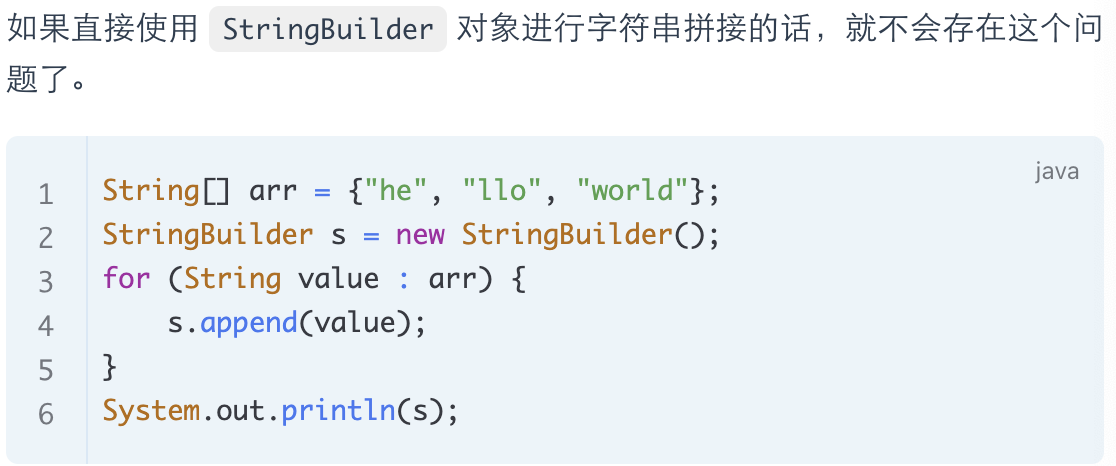 如果直接使用 StringBuilder 对象进行字符串拼接的话，就不会存在这个问
题了。
java
1 String[] arr = {"he", "llo", "world"};
2 StringBuilder s = new StringBuilder();
3 for (String value : arr) {
4     s.append(value);
5 }
6 System.out.println(s);